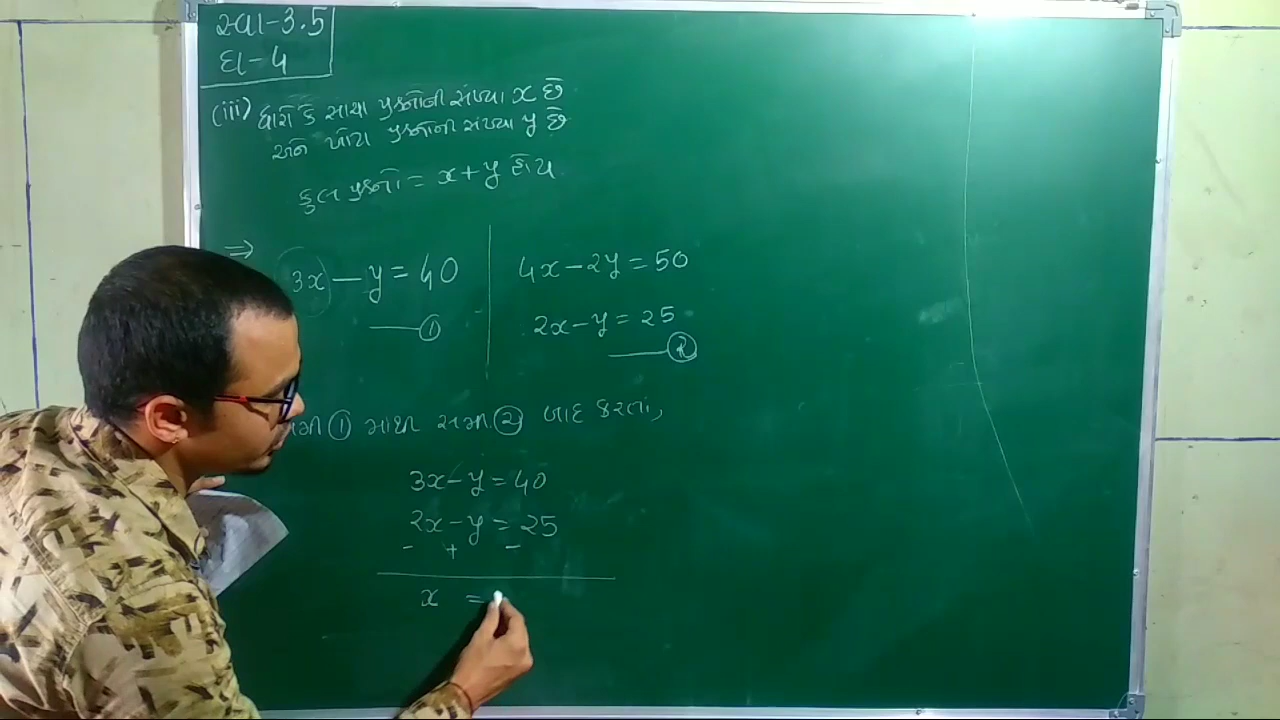 સ્વા-3.5
દા-4
(iii) ધારો કે સાચા પ્રશ્નોની સંખ્યા x છે
અને ખોટા પ્રશ્નોની સંખ્યા y છે
કુલ પ્રશ્નો = x + y હોય
⇒
3x − y = 40
① 
4x − 2y = 50
2x − y = 25
②
① માંથી સમી ② બાદ કરતાં,
3x − y = 40
2x − y = 25
− + −
x =